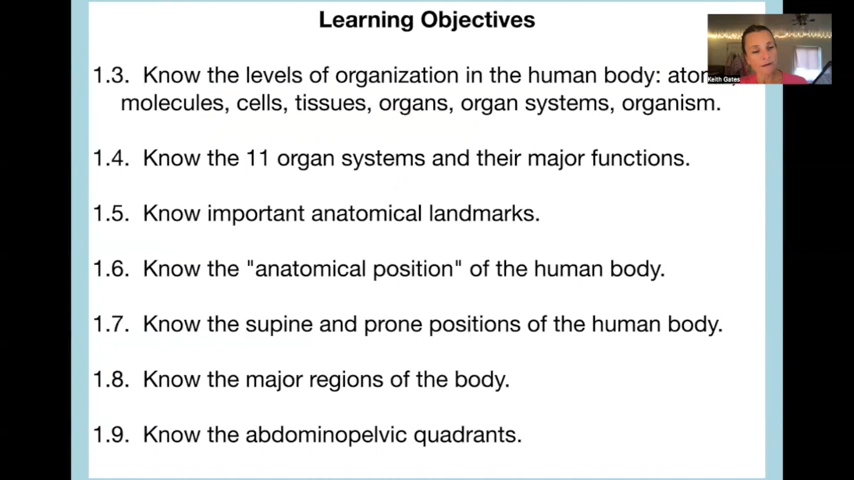 Learning Objectives
1.3. Know the levels of organization in the human body:
molecules, cells, tissues, organs, organ systems, organism.
1.4. Know the 11 organ systems and their major functions.
1.5. Know important anatomical landmarks.
1.6. Know the "anatomical position" of the human body.
1.7. Know the supine and prone positions of the human body.
1.8. Know the major regions of the body.
1.9. Know the abdominopelvic quadrants.
Keith Gates